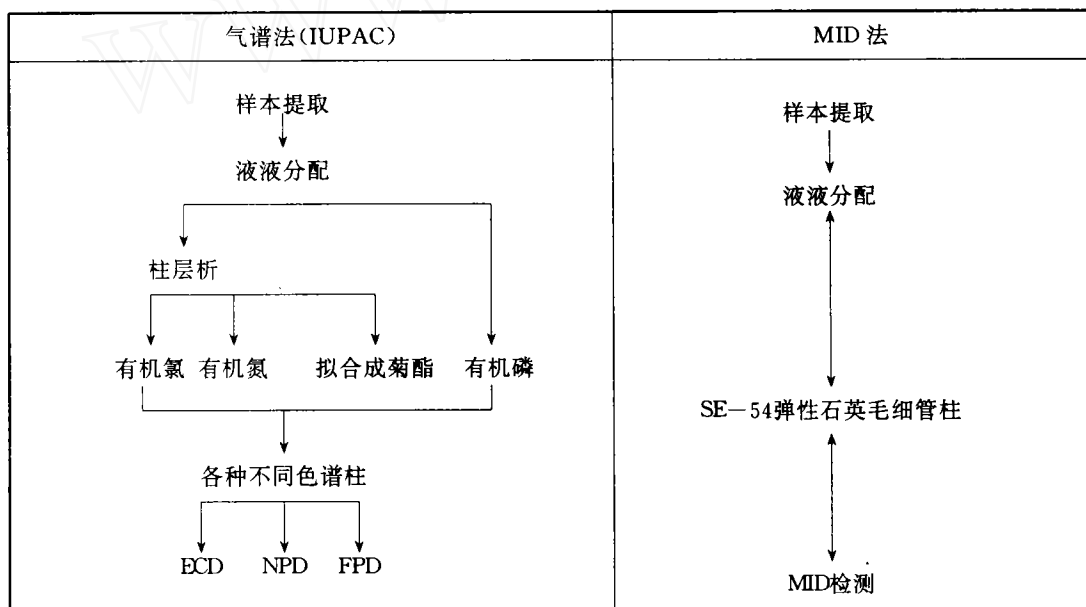 气谱法(IUPAC) MID 法
样本提取
液液分配
柱层析
有机氯 有机氮 拟合成菊酯 有机磷
各种不同色谱柱
ECD NPD FPD
样本提取
液液分配
SE-54弹性石英毛细管柱
MID检测